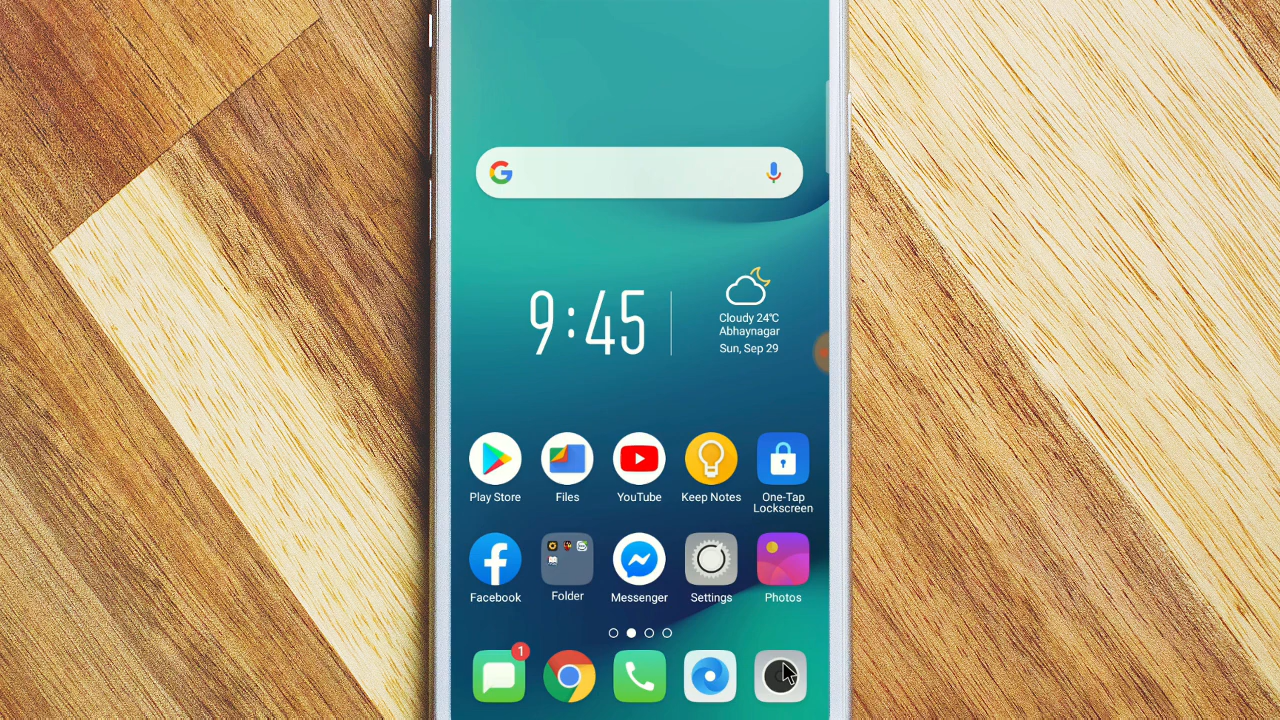 9:45
Cloudy 24℃
Abhaynagar
Sun, Sep 29
Play Store
Files
YouTube
Keep Notes
One-Tap
Lockscreen
Facebook
Folder
Messenger
Settings
Photos
1